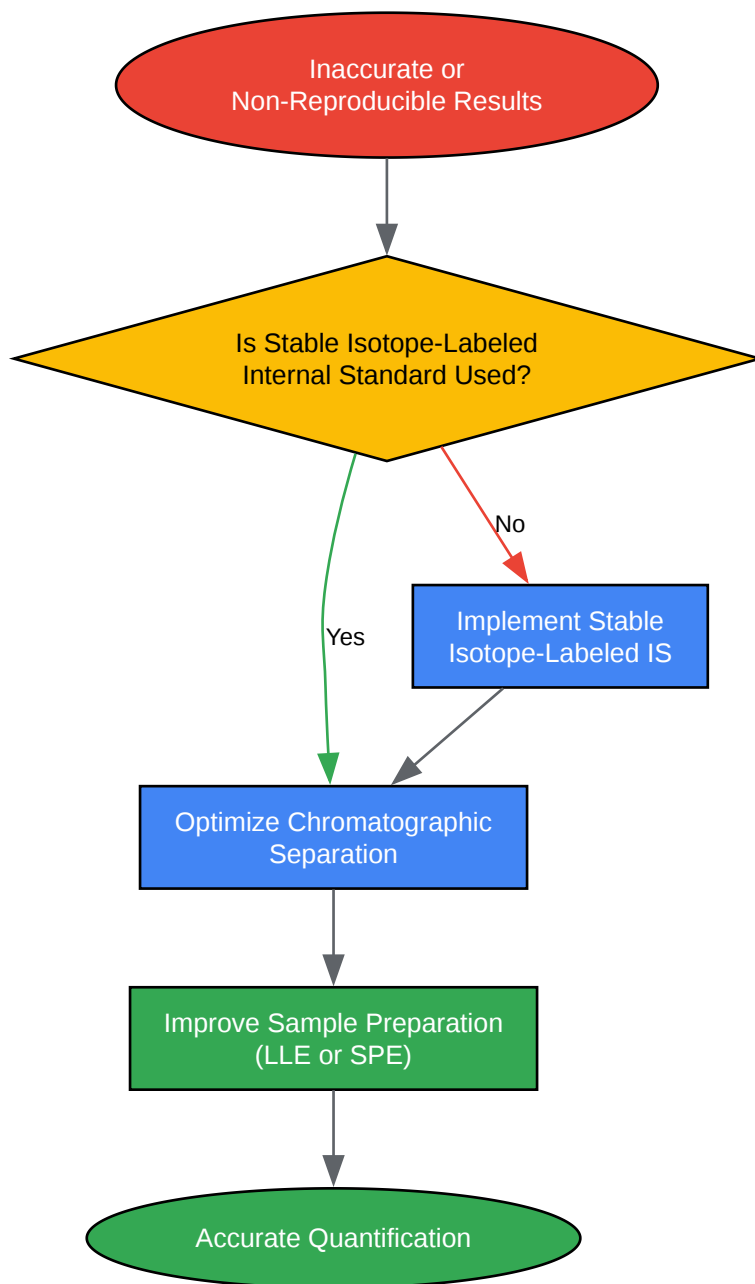 Inaccurate or
Non-Reproducible Results
Is Stable Isotope-Labeled
Internal Standard Used?
No
Implement Stable
Isotope-Labeled IS
Yes
Optimize Chromatographic
Separation
Improve Sample Preparation
(LLE or SPE)
Accurate Quantification